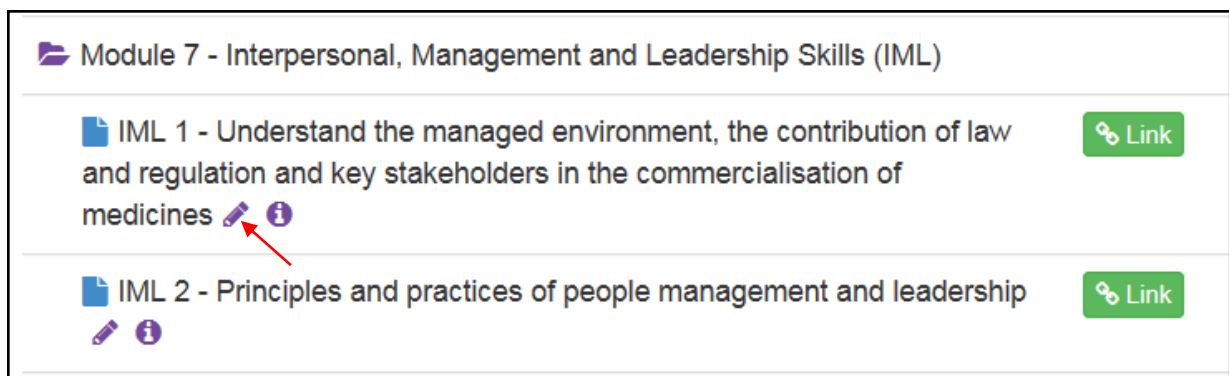 Module 7 - Interpersonal, Management and Leadership Skills (IML)
IML 1 - Understand the managed environment, the contribution of law
and regulation and key stakeholders in the commercialisation of
medicines
Link
IML 2 - Principles and practices of people management and leadership
Link